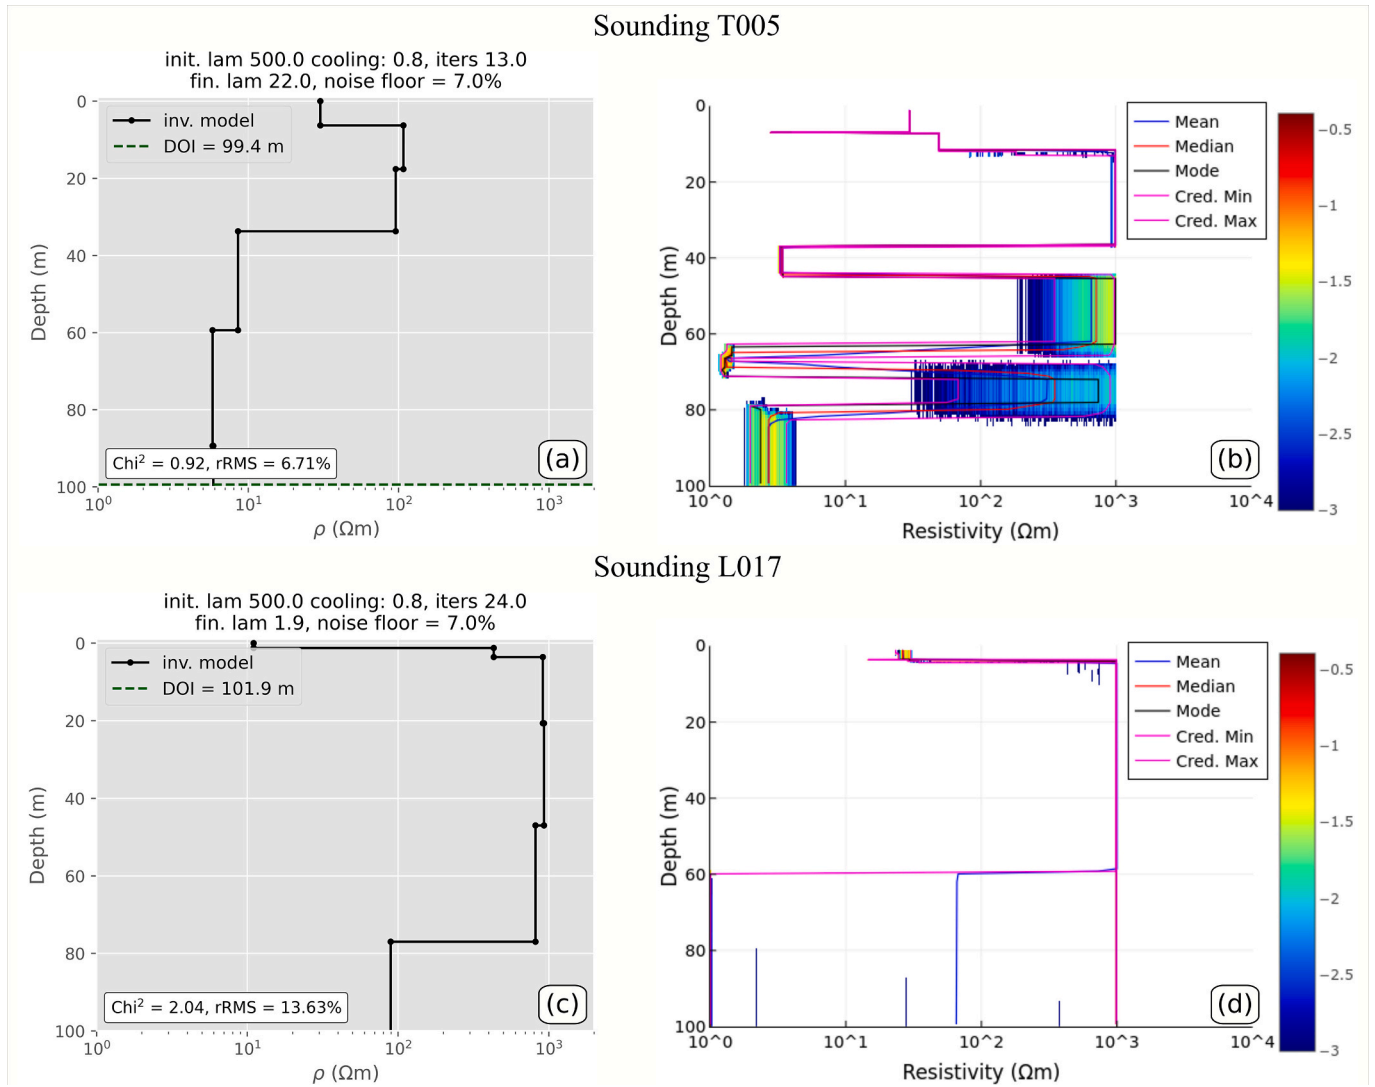 Sounding T005
init. lam 500.0 cooling: 0.8, iters 13.0
fin. lam 22.0, noise floor = 7.0%
0
20
40
60
80
100
Depth (m)
inv. model
DOI = 99.4 m
Chi² = 0.92, rRMS = 6.71%
(a)
10⁰
10¹
10²
10³
ρ (Ωm)
0
20
40
60
80
100
Depth (m)
Mean
Median
Mode
Cred. Min
Cred. Max
(b)
10^0
10^1
10^2
10^3
10^4
Resistivity (Ωm)
−0.5
−1
−1.5
−2
−2.5
−3
Sounding L017
init. lam 500.0 cooling: 0.8, iters 24.0
fin. lam 1.9, noise floor = 7.0%
0
20
40
60
80
100
Depth (m)
inv. model
DOI = 101.9 m
Chi² = 2.04, rRMS = 13.63%
(c)
10⁰
10¹
10²
10³
ρ (Ωm)
0
20
40
60
80
100
Depth (m)
Mean
Median
Mode
Cred. Min
Cred. Max
(d)
10^0
10^1
10^2
10^3
10^4
Resistivity (Ωm)
−0.5
−1
−1.5
−2
−2.5
−3